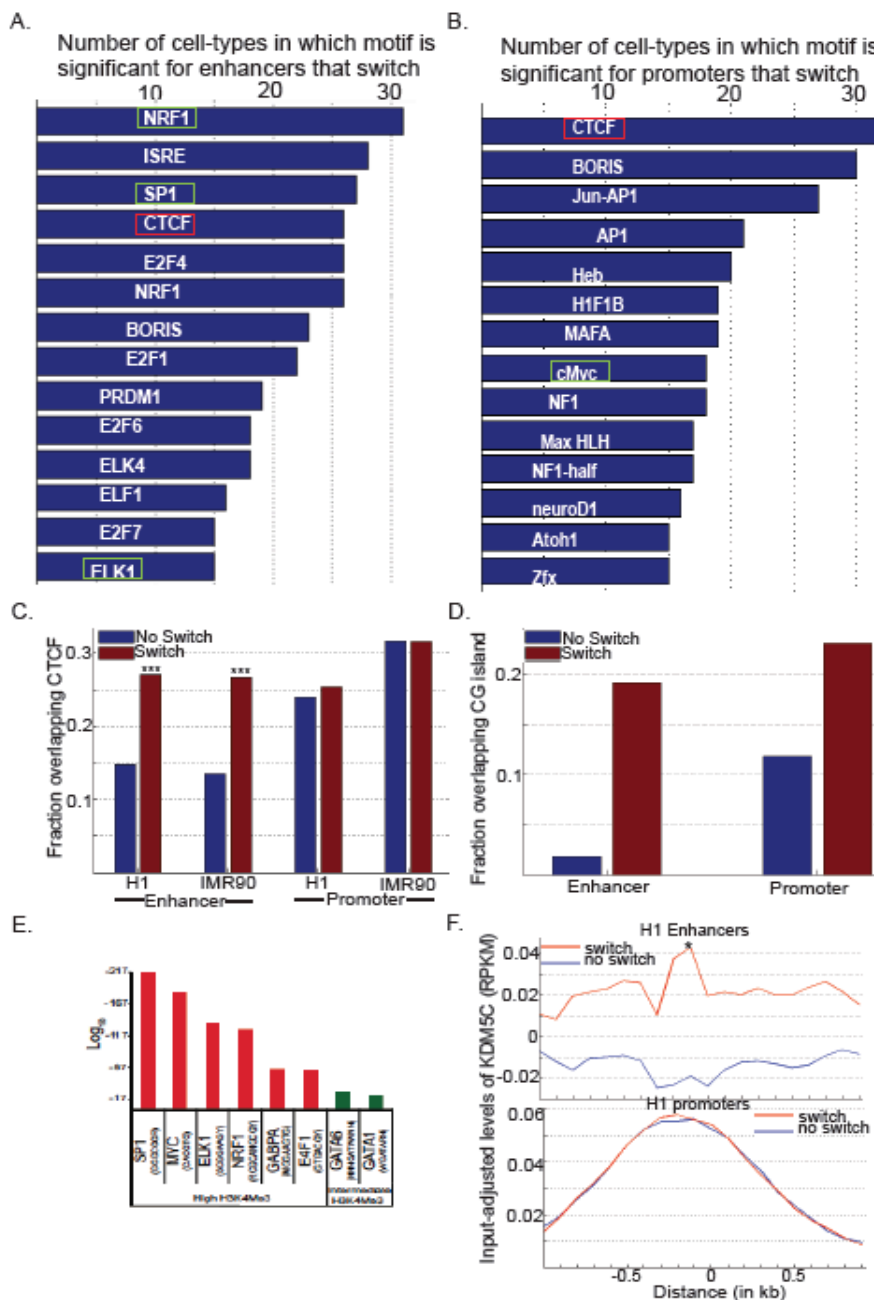 A.
Number of cell-types in which motif is
significant for enhancers that switch
10 20 30
NRF1
ISRE
SP1
CTCF
E2F4
NRF1
BORIS
E2F1
PRDM1
E2F6
ELK4
ELF1
E2F7
ELK1
B.
Number of cell-types in which motif is
significant for promoters that switch
10 20 30
CTCF
BORIS
Jun-AP1
AP1
Heb
H1F1B
MAFA
cMyc
NF1
Max HLH
NF1-half
neuroD1
Atoh1
Zfx
C.
No Switch
Switch
Fraction overlapping CTCF
0.3
0.2
0.1
*** ***
H1 IMR90 H1 IMR90
Enhancer Promoter
D.
No Switch
Switch
Fraction overlapping CG island
0.2
0.1
Enhancer Promoter
E.
Log10
-217
-167
-117
-67
-17
SP1
MYC
ELK1
NRF1
GABPA
E4F1
GATA6
GATA1
High H3K4Me3
H3K4Me3
F.
H1 Enhancers
switch
no switch
*
0.04
0.02
0
-0.02
Input-adjusted levels of KDM5C (RPKM)
H1 promoters
switch
no switch
0.06
0.04
0.02
-0.5 0 0.5
Distance (in kb)